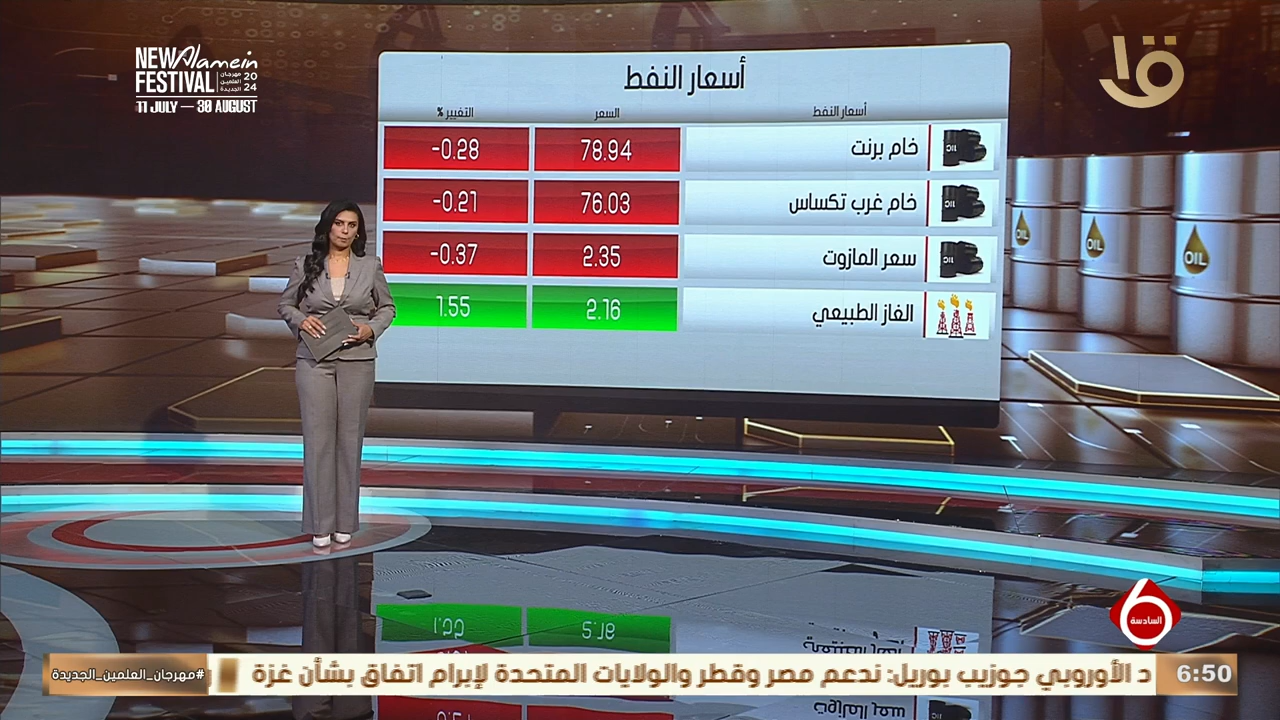 NEW Alamein
FESTIVAL
مهرجان
العلمين
الجديدة
20
24
11 JULY — 30 AUGUST
أسعار النفط
أسعار النفط السعر التغيير %
خام برنت 78.94 -0.28
خام غرب تكساس 76.03 -0.21
سعر المازوت 2.35 -0.37
الغاز الطبيعي 2.16 1.55
OIL
OIL
OIL
6
السادسة
6:50
د الأوروبي جوزيب بوريل: ندعم مصر وقطر والولايات المتحدة لإبرام اتفاق بشأن غزة
#مهرجان_العلمين_الجديدة